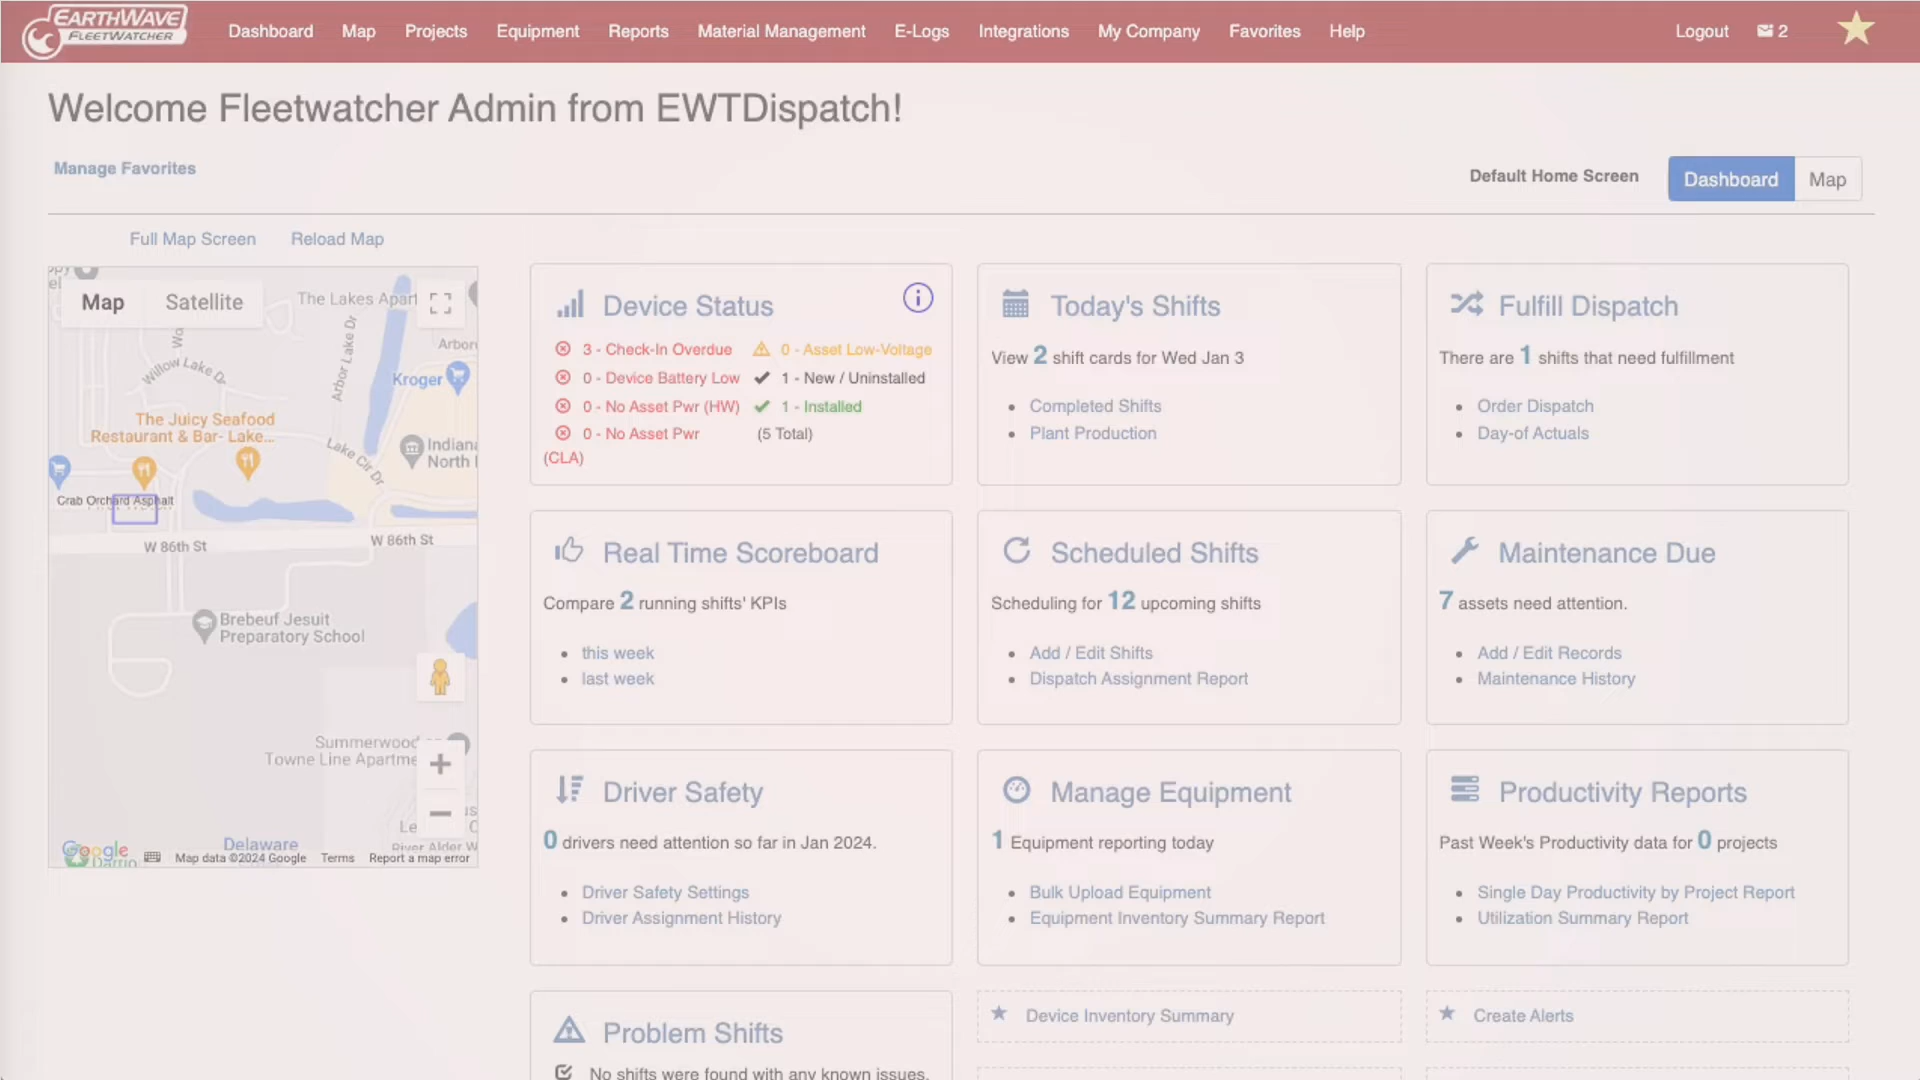 EARTHWAVE
FLEETWATCHER
Dashboard Map Projects Equipment Reports Material Management E-Logs Integrations My Company Favorites Help Logout 2
Welcome Fleetwatcher Admin from EWTDispatch!
Manage Favorites
Default Home Screen Dashboard Map
Full Map Screen Reload Map
Map Satellite
The Lakes Apart
Arbor Lake Dr
Willow Lake D
Kroger
The Juicy Seafood
Restaurant & Bar- Lake...
Lake Cir Dr
Indiana
North
Crab Orchard Asphalt
W 86th St
W 86th St
Brebeuf Jesuit
Preparatory School
Summerwood
Towne Line Apartme
Delaware
River Alder W
Google
Map data ©2024 Google Terms Report a map error
Device Status
3 - Check-In Overdue 0 - Asset Low-Voltage
0 - Device Battery Low 1 - New / Uninstalled
0 - No Asset Pwr (HW) 1 - Installed
0 - No Asset Pwr (5 Total)
(CLA)
Today's Shifts
View 2 shift cards for Wed Jan 3
Completed Shifts
Plant Production
Fulfill Dispatch
There are 1 shifts that need fulfillment
Order Dispatch
Day-of Actuals
Real Time Scoreboard
Compare 2 running shifts' KPIs
this week
last week
Scheduled Shifts
Scheduling for 12 upcoming shifts
Add / Edit Shifts
Dispatch Assignment Report
Maintenance Due
7 assets need attention.
Add / Edit Records
Maintenance History
Driver Safety
0 drivers need attention so far in Jan 2024.
Driver Safety Settings
Driver Assignment History
Manage Equipment
1 Equipment reporting today
Bulk Upload Equipment
Equipment Inventory Summary Report
Productivity Reports
Past Week's Productivity data for 0 projects
Single Day Productivity by Project Report
Utilization Summary Report
Problem Shifts
No shifts were found with any known issues.
Device Inventory Summary
Create Alerts